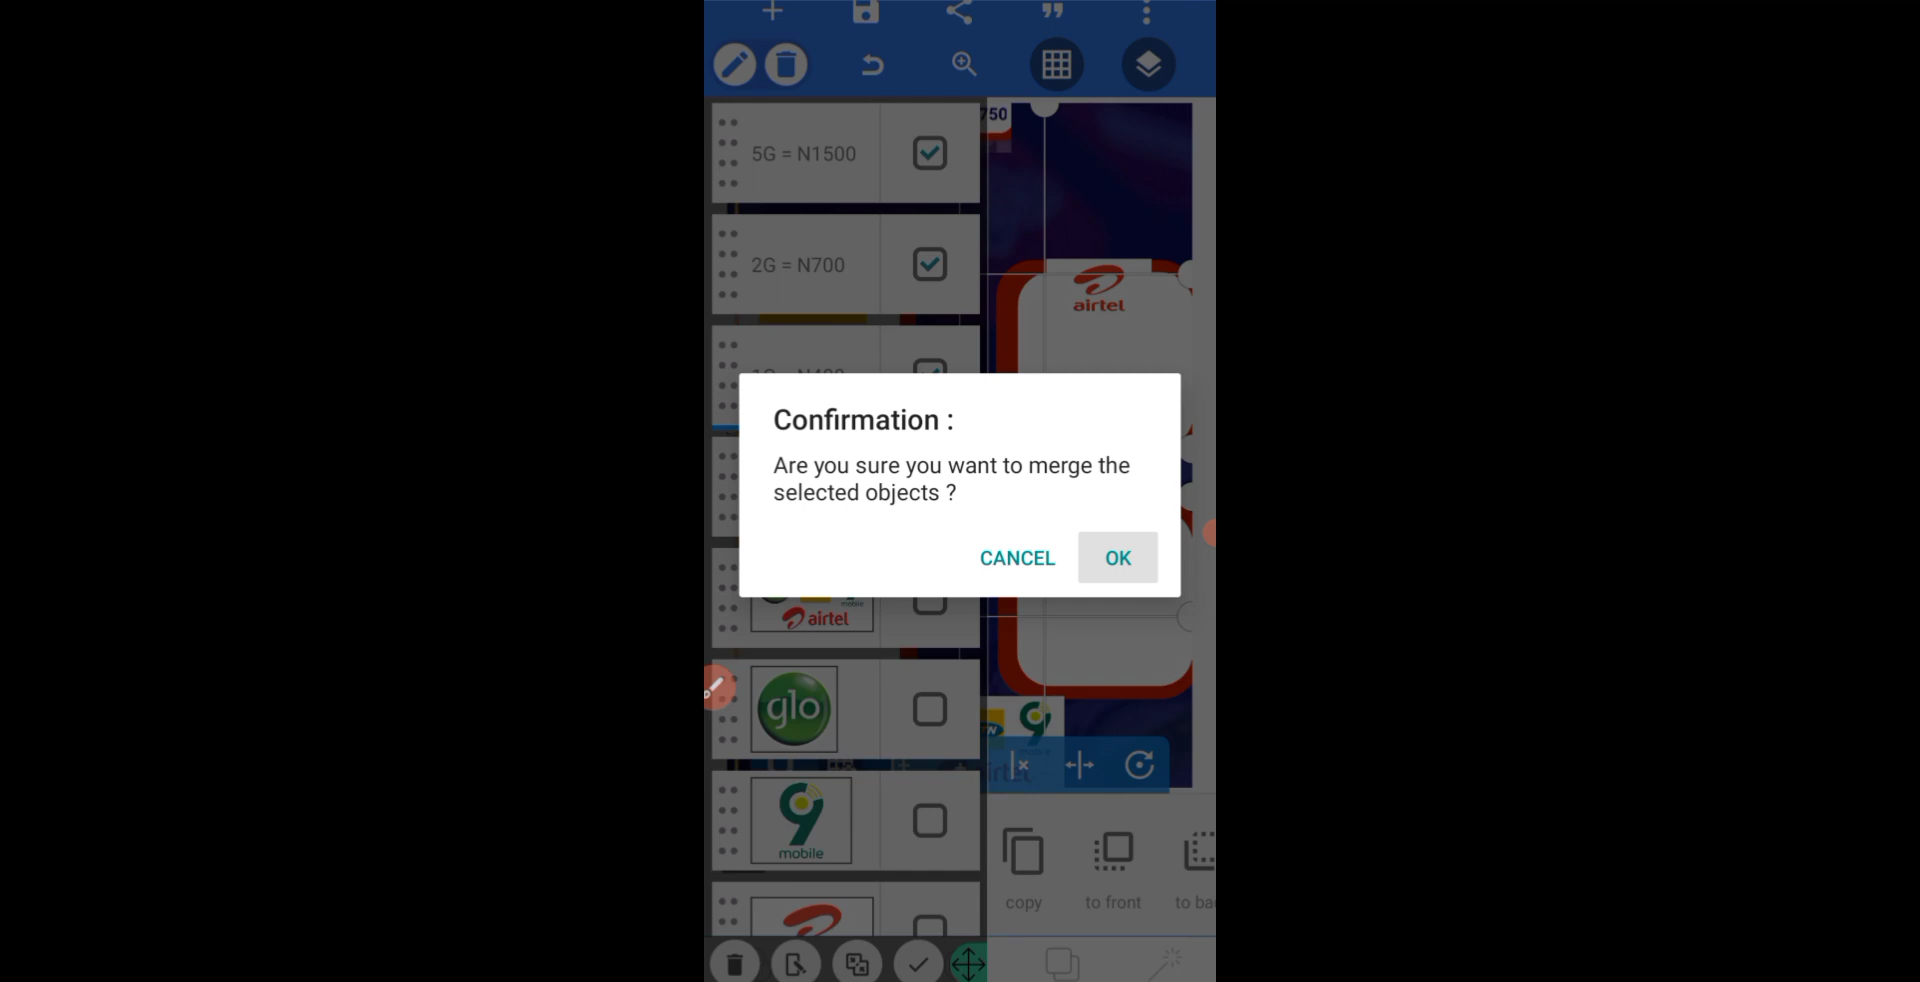 5G = N1500
750
2G = N700
airtel
Confirmation :
Are you sure you want to merge the
selected objects ?
CANCEL
OK
mobile
airtel
glo
mobile
copy
to front